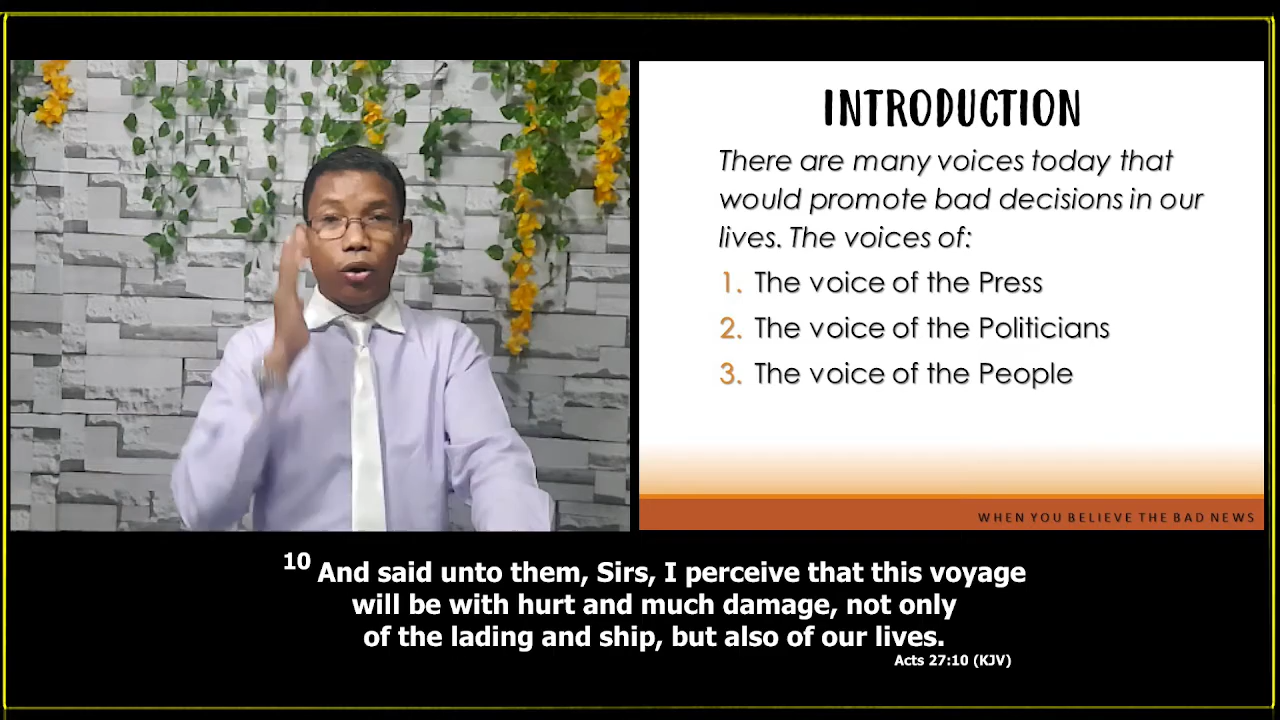 INTRODUCTION
There are many voices today that
would promote bad decisions in our
lives. The voices of:
1. The voice of the Press
2. The voice of the Politicians
3. The voice of the People
WHEN YOU BELIEVE THE BAD NEWS
10 And said unto them, Sirs, I perceive that this voyage
will be with hurt and much damage, not only
of the lading and ship, but also of our lives.
Acts 27:10 (KJV)